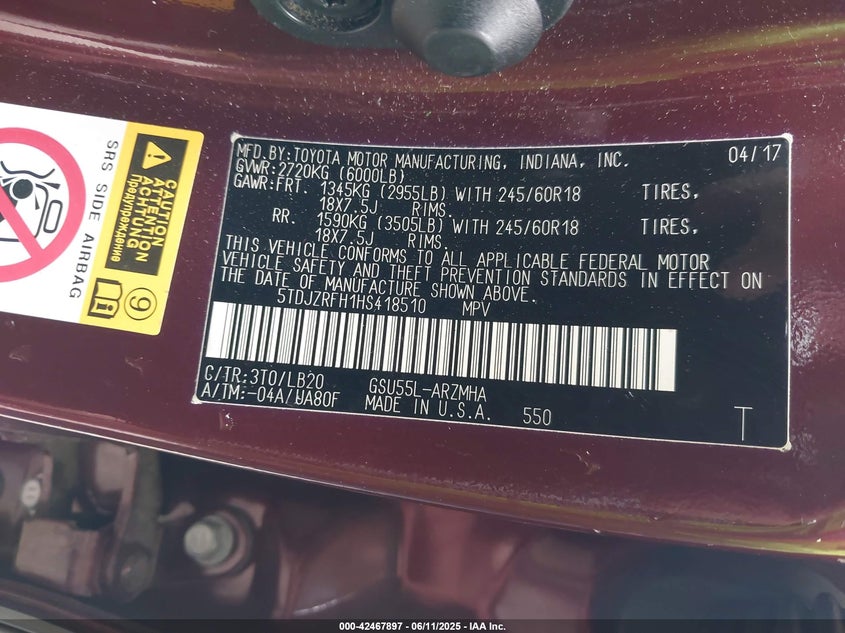 SRS SIDE AIRBAG
CAUTION
ATTENTION
ACHTUNG
Предупреждение
9
MFD.BY:TOYOTA MOTOR MANUFACTURING, INDIANA, INC. 04/17
GVWR:2720KG (6000LB)
GAWR:FRT. 1345KG (2955LB) WITH 245/60R18 TIRES,
18X7.5J RIMS.
RR. 1590KG (3505LB) WITH 245/60R18 TIRES,
18X7.5J RIMS.
THIS VEHICLE CONFORMS TO ALL APPLICABLE FEDERAL MOTOR
VEHICLE SAFETY AND THEFT PREVENTION STANDARDS IN EFFECT ON
THE DATE OF MANUFACTURE SHOWN ABOVE.
5TDJZRFH1HS418510 MPV
C/TR:3T0/LB20 GSU55L-ARZMHA
A/TM:-04A/UA80F MADE IN U.S.A. 550
T
000-42467897 - 06/11/2025 - IAA Inc.